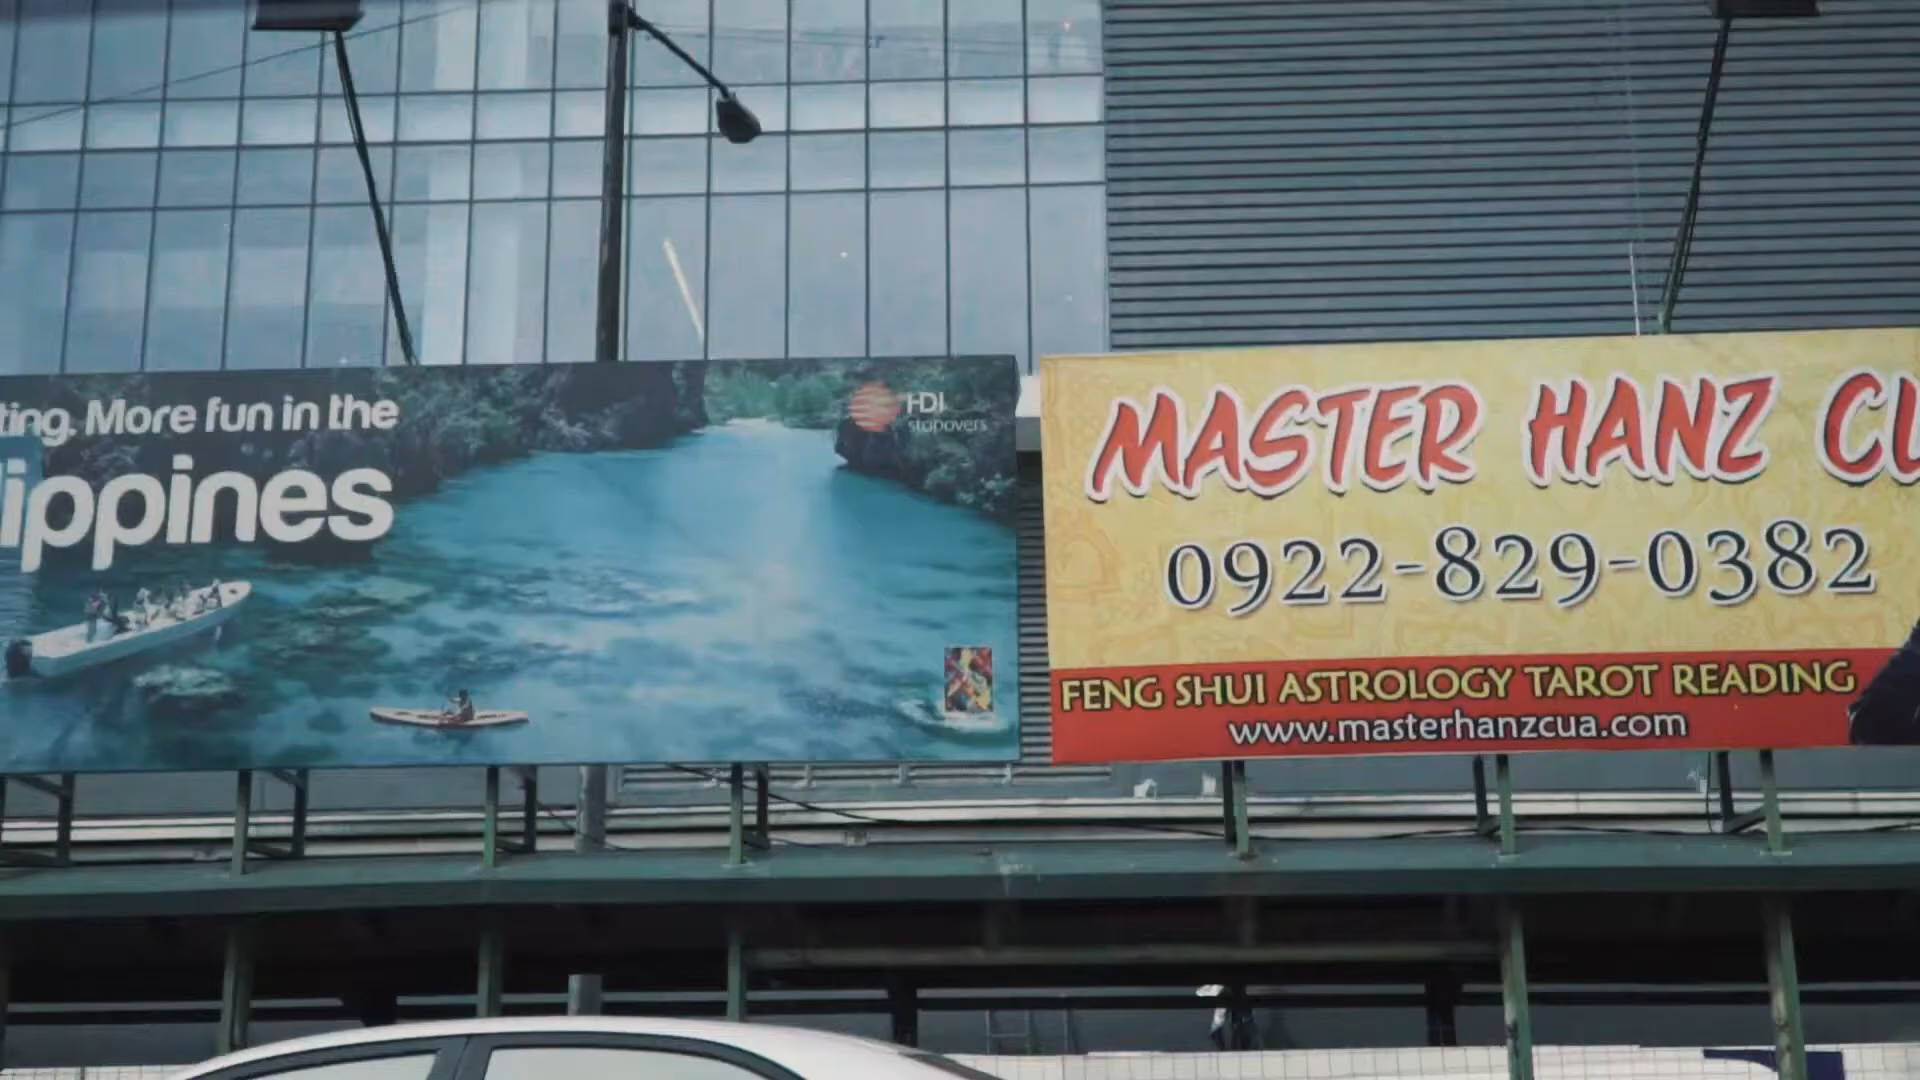 ting. More fun in the
ippines
HDI
stopovers
MASTER HANZ CU
0922-829-0382
FENG SHUI ASTROLOGY TAROT READING
www.masterhanzcua.com